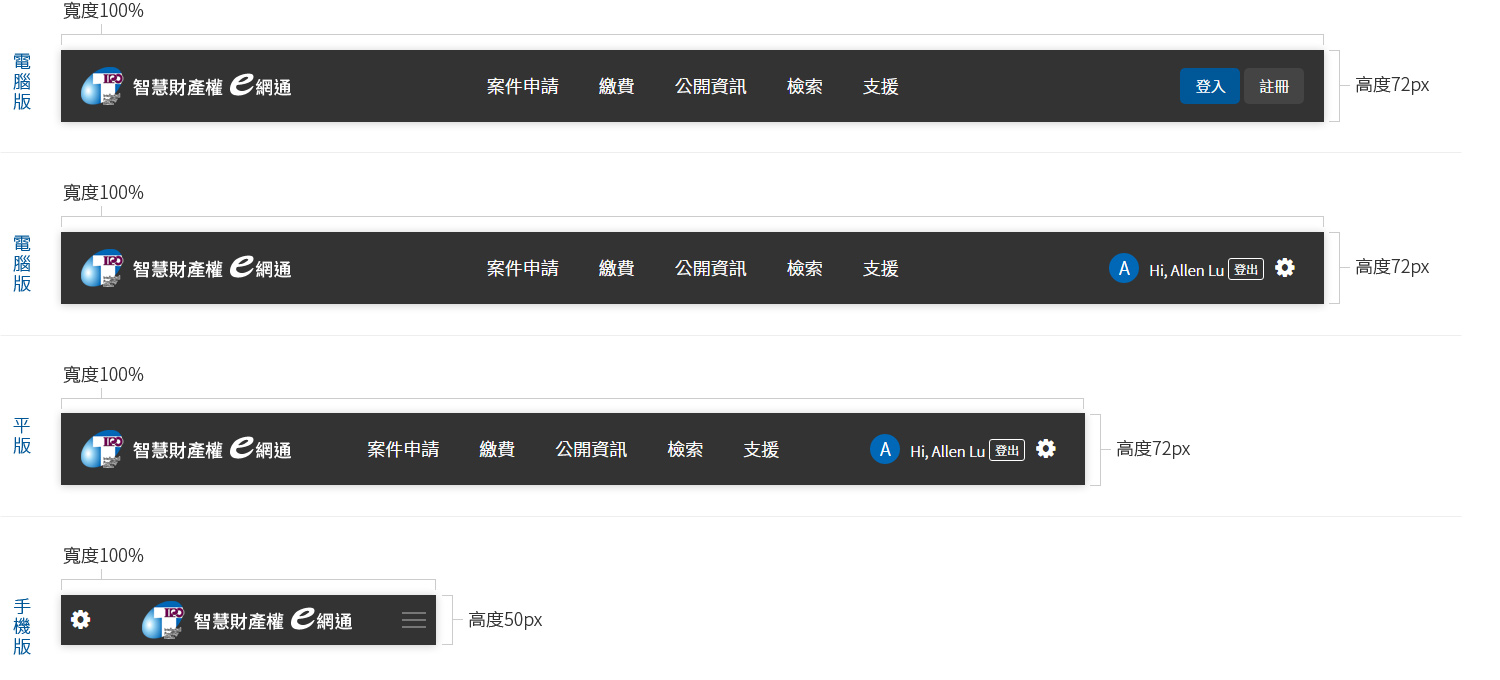 寬度100%
電腦版
智慧財產權 e網通
案件申請 繳費 公開資訊 檢索 支援
登入 註冊
高度72px
寬度100%
電腦版
智慧財產權 e網通
案件申請 繳費 公開資訊 檢索 支援
A Hi, Allen Lu 登出
高度72px
寬度100%
平版
智慧財產權 e網通
案件申請 繳費 公開資訊 檢索 支援
A Hi, Allen Lu 登出
高度72px
寬度100%
手機版
智慧財產權 e網通
高度50px